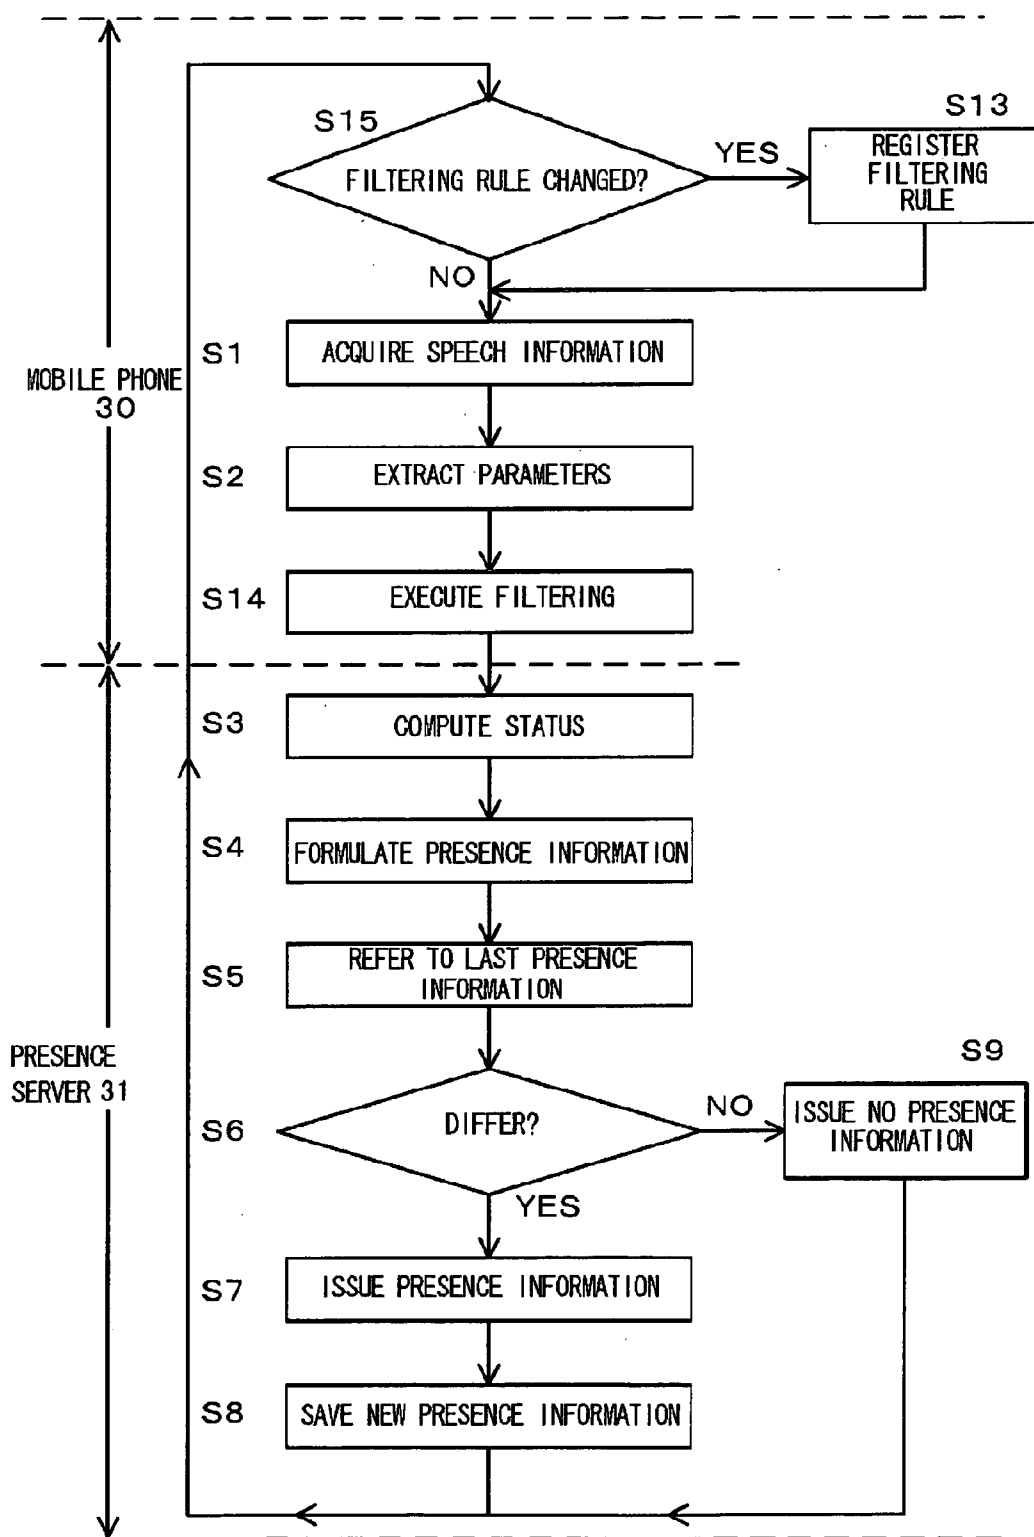 S15
FILTERING RULE CHANGED?
YES
S13
REGISTER
FILTERING
RULE
NO
S1
ACQUIRE SPEECH INFORMATION
MOBILE PHONE
30
S2
EXTRACT PARAMETERS
S14
EXECUTE FILTERING
S3
COMPUTE STATUS
S4
FORMULATE PRESENCE INFORMATION
S5
REFER TO LAST PRESENCE
INFORMATION
PRESENCE
SERVER 31
S6
DIFFER?
NO
S9
ISSUE NO PRESENCE
INFORMATION
YES
S7
ISSUE PRESENCE INFORMATION
S8
SAVE NEW PRESENCE INFORMATION